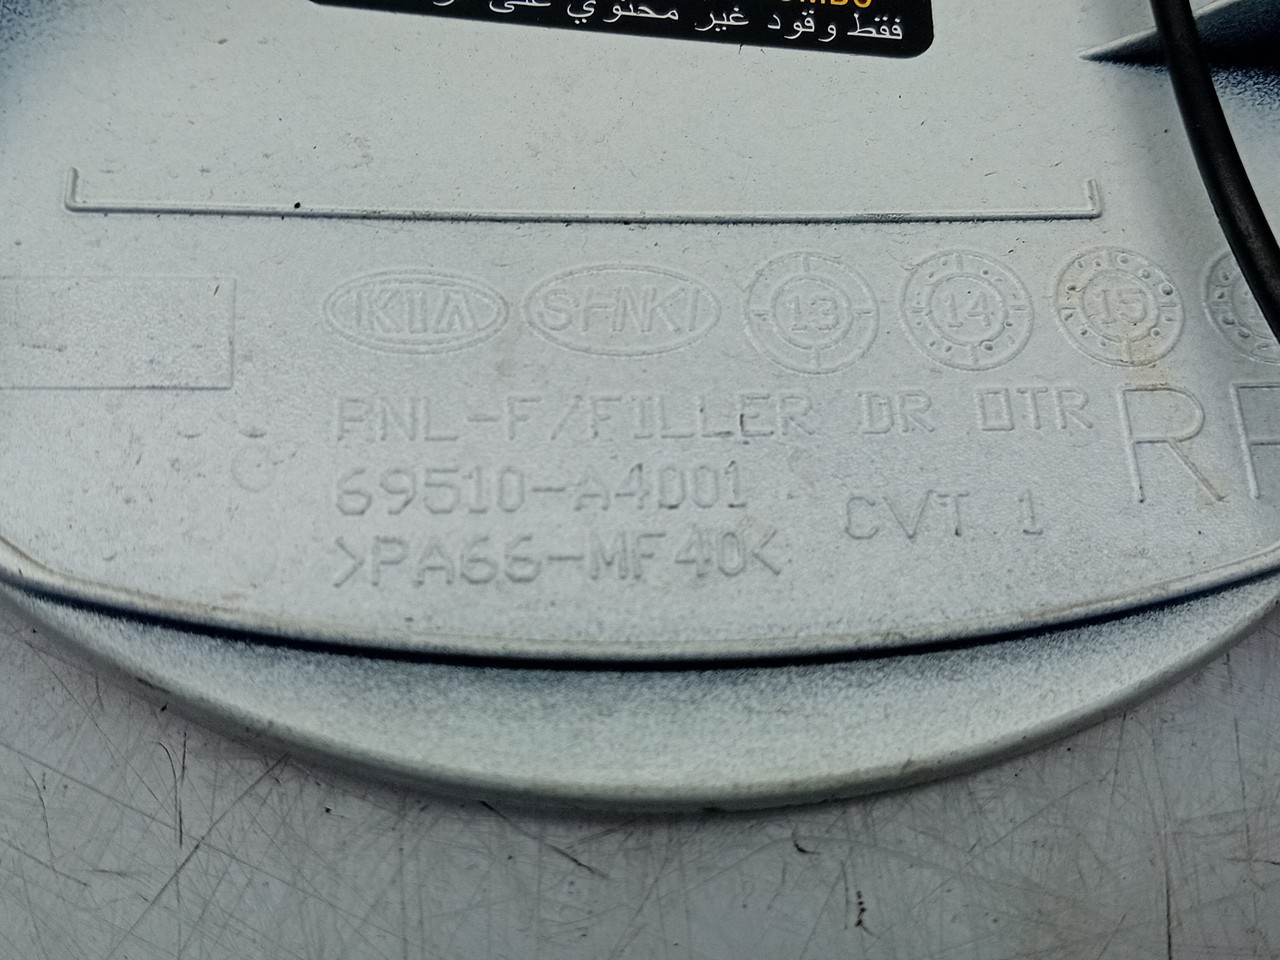 فقط وقود غير محتوي على
KIA SHNKI 13 14 15
PNL-F/FILLER DR OTR
69510-A4001
CVT 1
>PA66-MF40<